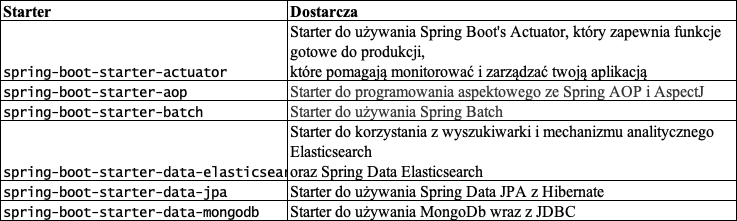 Starter Dostarcza
Starter do używania Spring Boot's Actuator, który zapewnia funkcje
gotowe do produkcji,
spring-boot-starter-actuator które pomagają monitorować i zarządzać twoją aplikacją
spring-boot-starter-aop Starter do programowania aspektowego ze Spring AOP i AspectJ
spring-boot-starter-batch Starter do używania Spring Batch
Starter do korzystania z wyszukiwarki i mechanizmu analitycznego
Elasticsearch
spring-boot-starter-data-elasticsear oraz Spring Data Elasticsearch
spring-boot-starter-data-jpa Starter do używania Spring Data JPA z Hibernate
spring-boot-starter-data-mongodb Starter do używania MongoDb wraz z JDBC